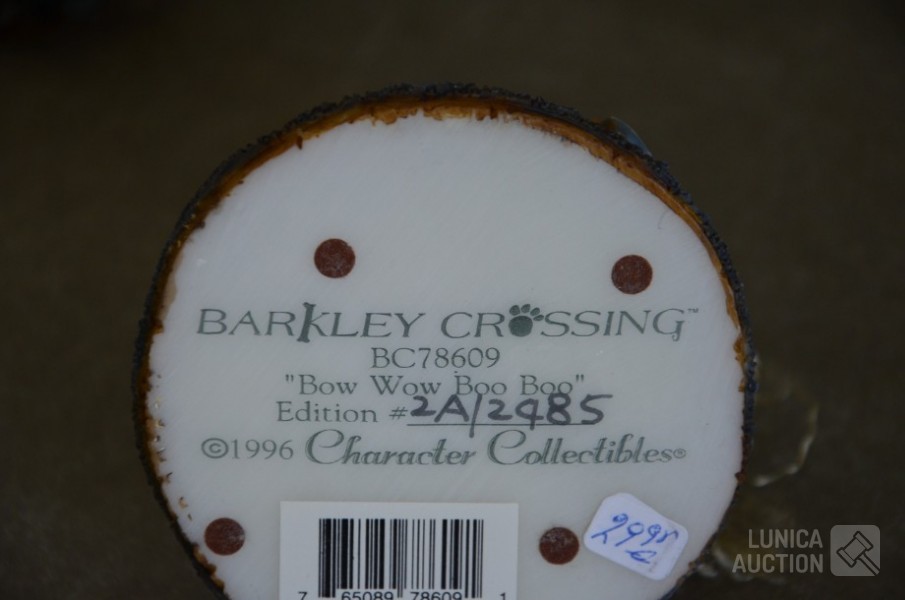 BARKLEY CROSSING™
BC78609
"Bow Wow Boo Boo"
Edition #2A/2485
©1996 Character Collectibles®
2995
€
7 65089 78609 1
LUNICA
AUCTION